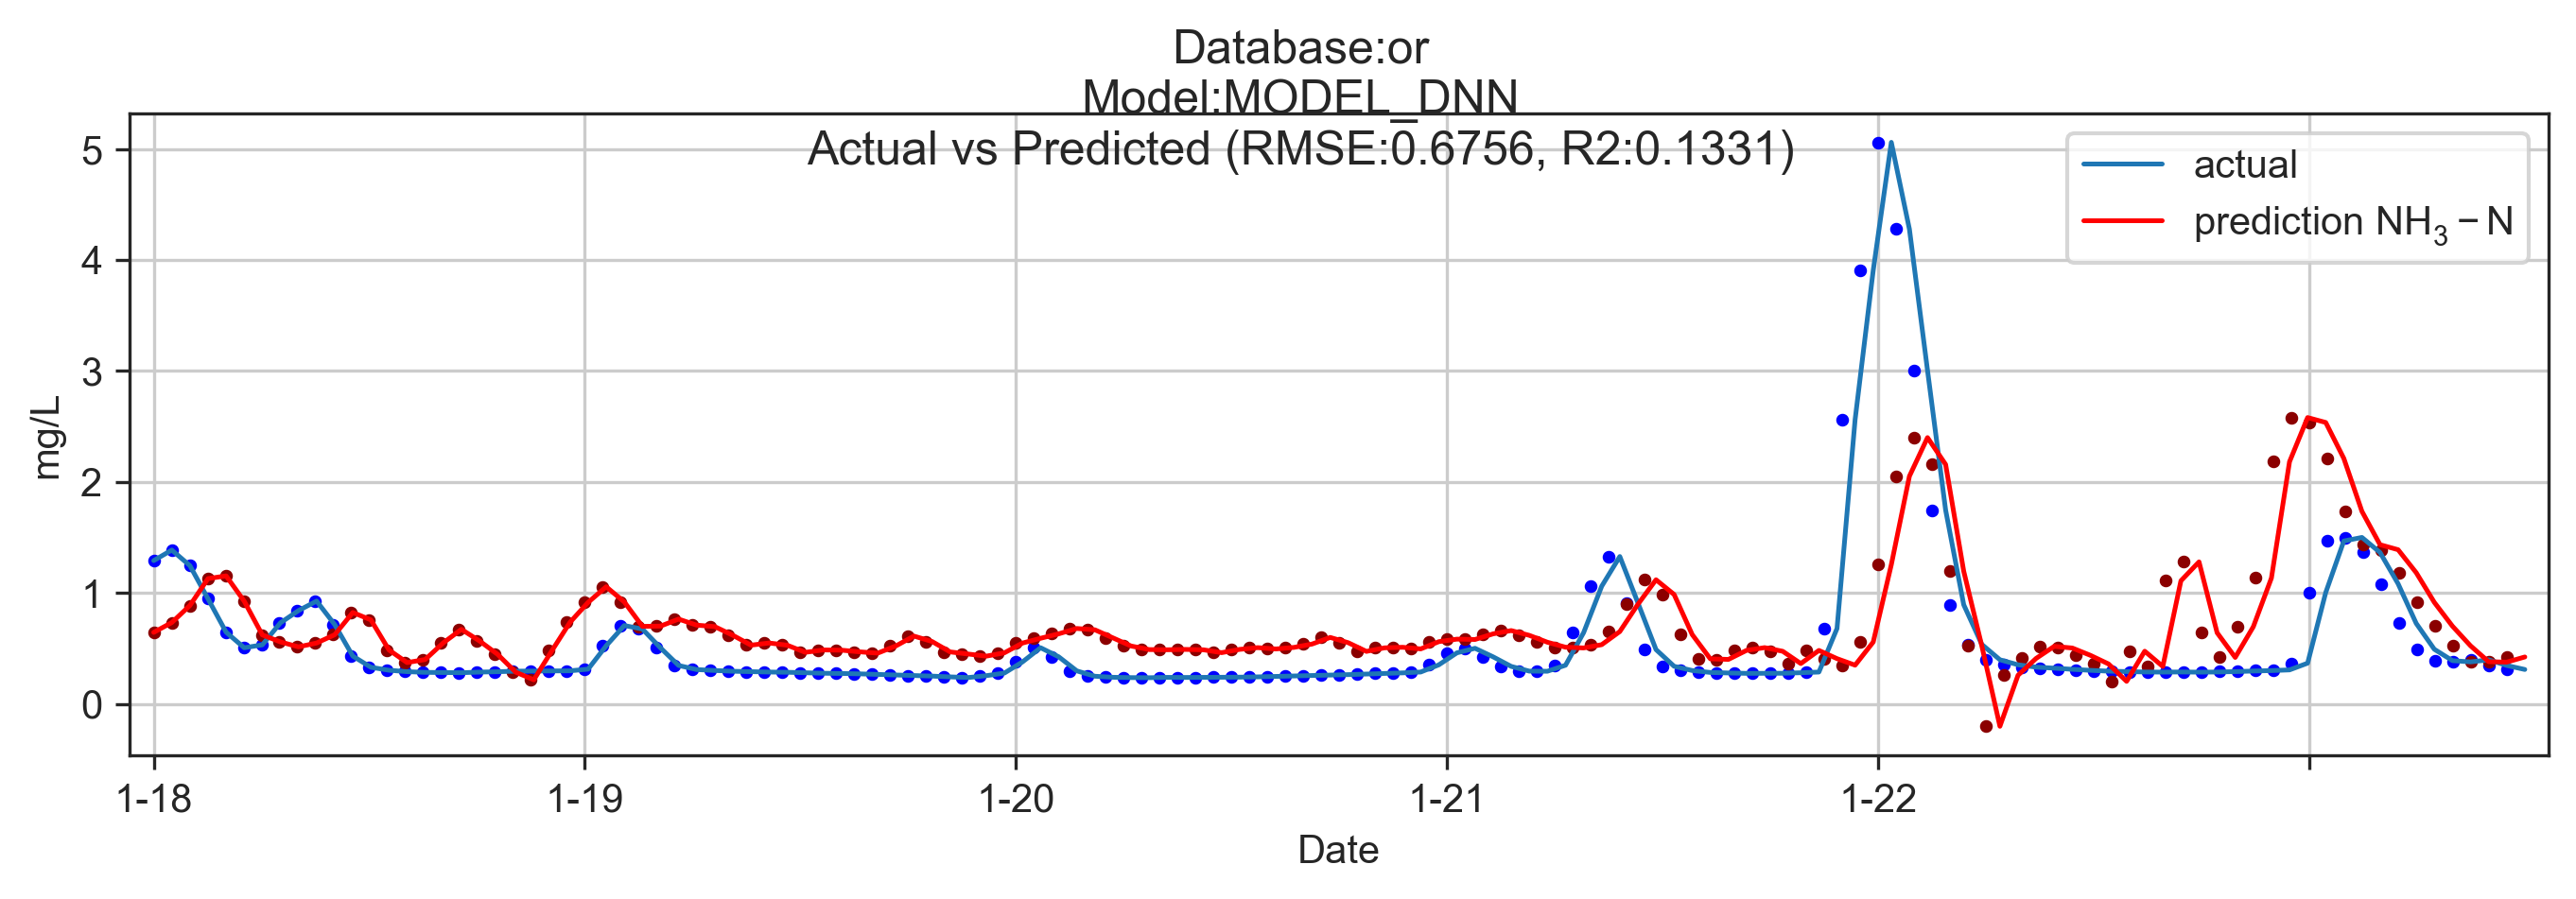 Database:or
Model:MODEL_DNN
Actual vs Predicted (RMSE:0.6756, R2:0.1331)
actual
prediction NH₃ − N
5
4
3
2
1
0
mg/L
1-18 1-19 1-20 1-21 1-22
Date